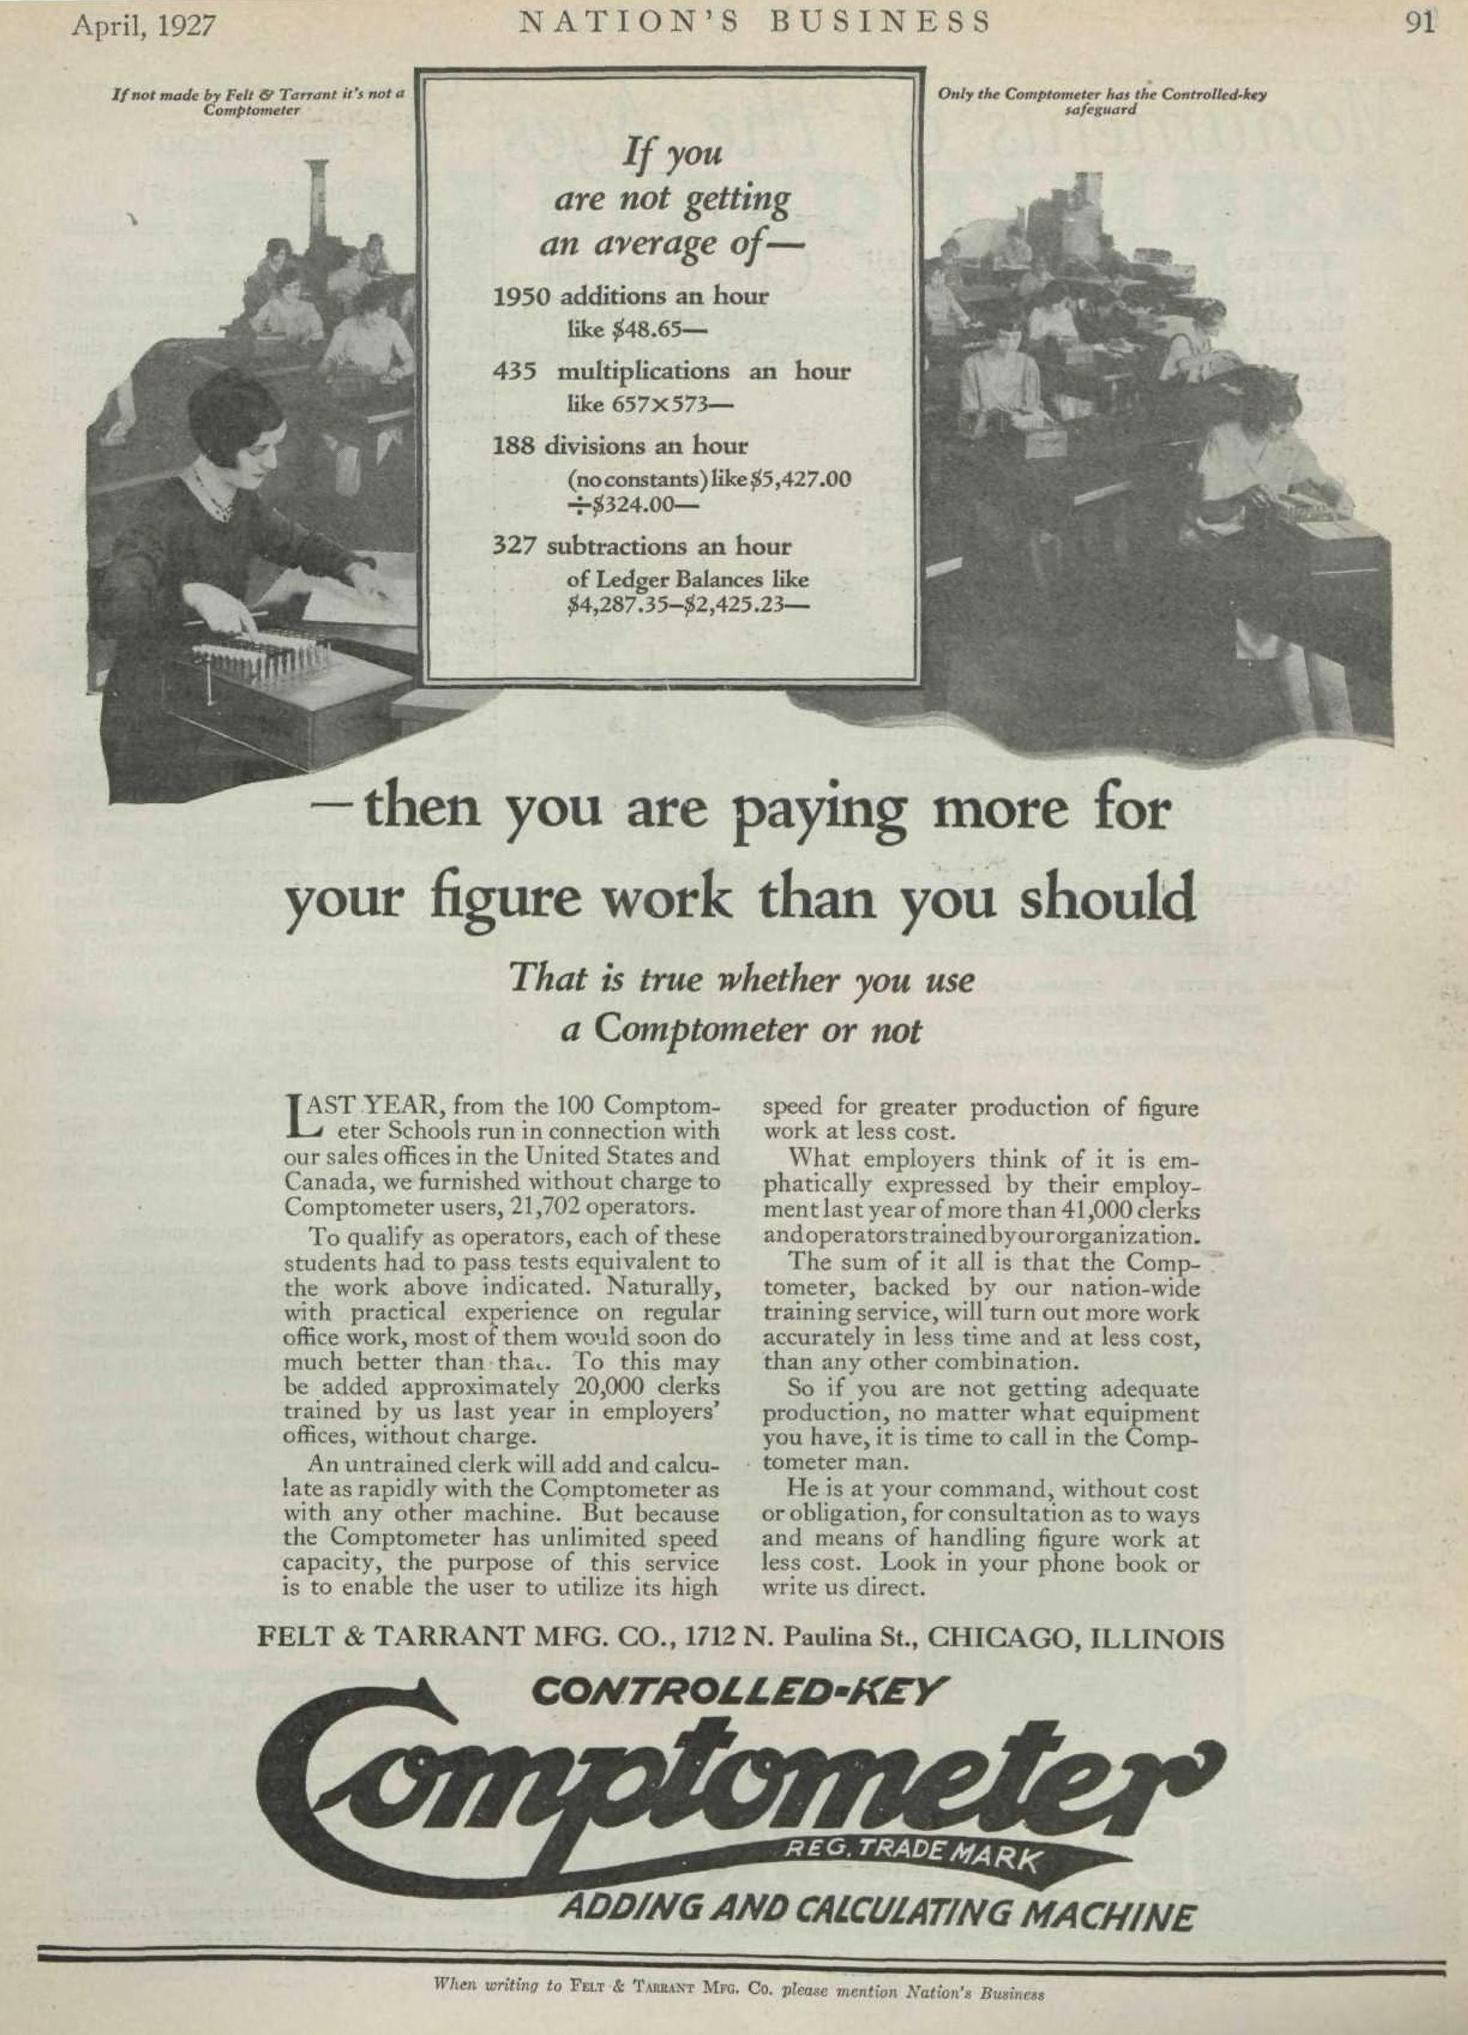 April, 1927
NATION'S BUSINESS
91
If not made by Felt & Tarrant it's not a
Comptometer
Only the Comptometer has the Controlled-key
safeguard
If you
are not getting
an average of—
1950 additions an hour
like $48.65—
435 multiplications an hour
like 657×573—
188 divisions an hour
(no constants) like $5,427.00
÷$324.00—
327 subtractions an hour
of Ledger Balances like
$4,287.35–$2,425.23—
—then you are paying more for
your figure work than you should
That is true whether you use
a Comptometer or not
LAST YEAR, from the 100 Comptom-
eter Schools run in connection with
our sales offices in the United States and
Canada, we furnished without charge to
Comptometer users, 21,702 operators.
To qualify as operators, each of these
students had to pass tests equivalent to
the work above indicated. Naturally,
with practical experience on regular
office work, most of them would soon do
much better than that. To this may
be added approximately 20,000 clerks
trained by us last year in employers'
offices, without charge.
An untrained clerk will add and calcu-
late as rapidly with the Comptometer as
with any other machine. But because
the Comptometer has unlimited speed
capacity, the purpose of this service
is to enable the user to utilize its high
speed for greater production of figure
work at less cost.
What employers think of it is em-
phatically expressed by their employ-
ment last year of more than 41,000 clerks
and operators trained by our organization.
The sum of it all is that the Comp-
tometer, backed by our nation-wide
training service, will turn out more work
accurately in less time and at less cost,
than any other combination.
So if you are not getting adequate
production, no matter what equipment
you have, it is time to call in the Comp-
tometer man.
He is at your command, without cost
or obligation, for consultation as to ways
and means of handling figure work at
less cost. Look in your phone book or
write us direct.
FELT & TARRANT MFG. CO., 1712 N. Paulina St., CHICAGO, ILLINOIS
CONTROLLED-KEY
Comptometer
REG. TRADE MARK
ADDING AND CALCULATING MACHINE
When writing to FELT & TARRANT MFG. CO. please mention Nation's Business